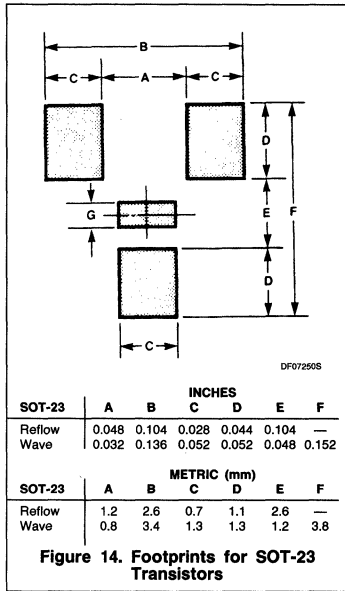 B
C A C
D
G
E F
D
C
DF07250S
INCHES
SOT-23 A B C D E F
Reflow 0.048 0.104 0.028 0.044 0.104 —
Wave 0.032 0.136 0.052 0.052 0.048 0.152
METRIC (mm)
SOT-23 A B C D E F
Reflow 1.2 2.6 0.7 1.1 2.6 —
Wave 0.8 3.4 1.3 1.3 1.2 3.8
Figure 14. Footprints for SOT-23
Transistors